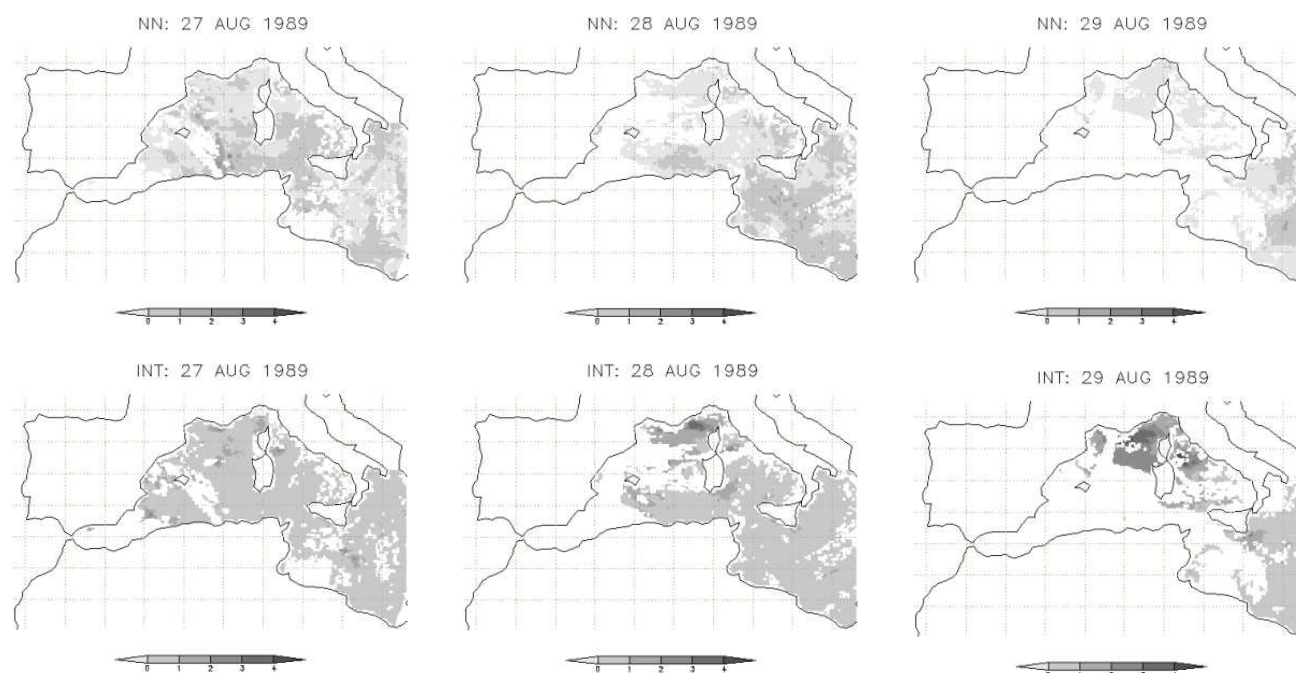 NN: 27 AUG 1989
NN: 28 AUG 1989
NN: 29 AUG 1989
0 1 2 3 4
0 1 2 3 4
0 1 2 3 4
INT: 27 AUG 1989
INT: 28 AUG 1989
INT: 29 AUG 1989
0 1 2 3 4
0 1 2 3 4